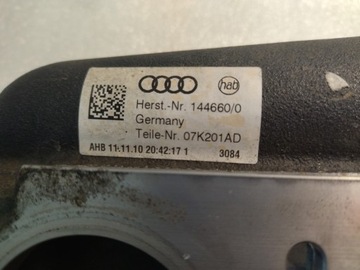 hab
Herst.-Nr. 144660/0
Germany
Teile-Nr. 07K201AD
AHB 11.11.10 20:42:17 1 3084